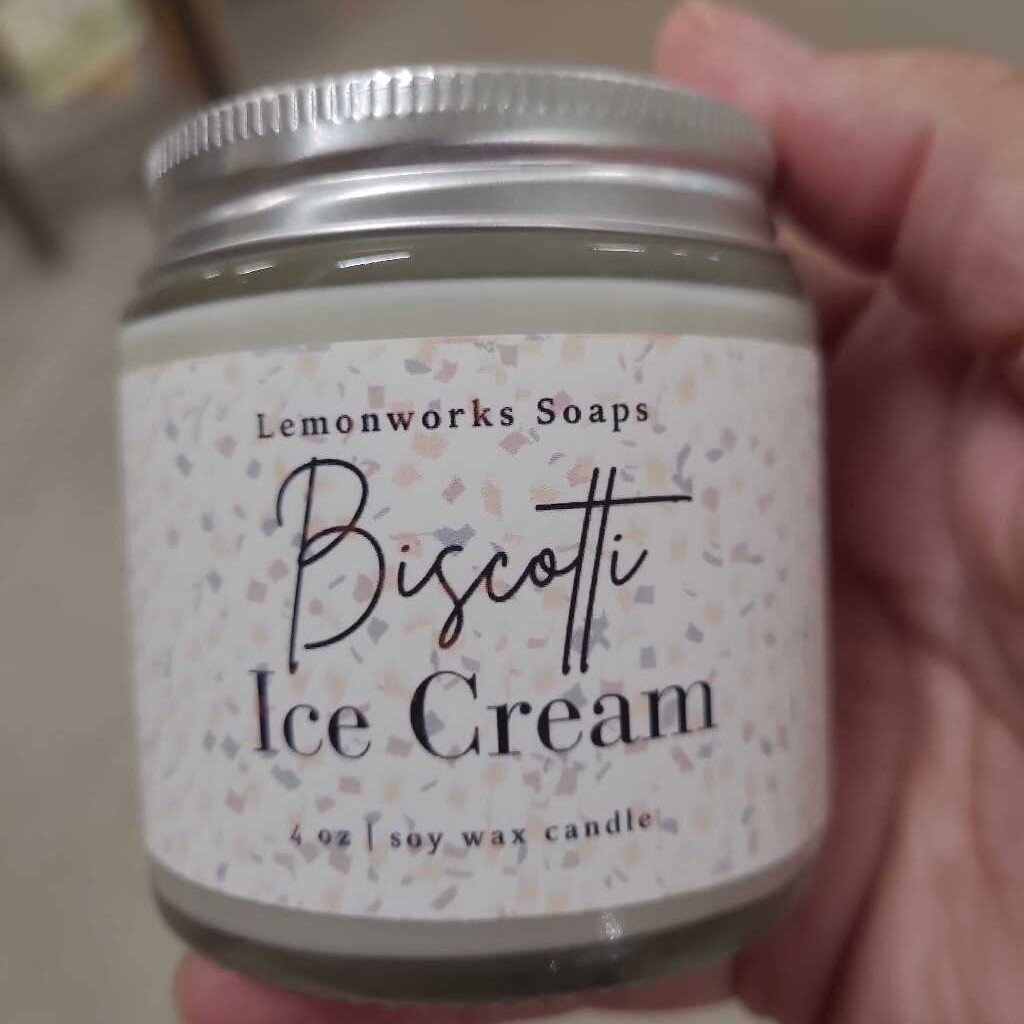 Lemonworks Soaps
Biscotti
Ice Cream
4 oz | soy wax candle